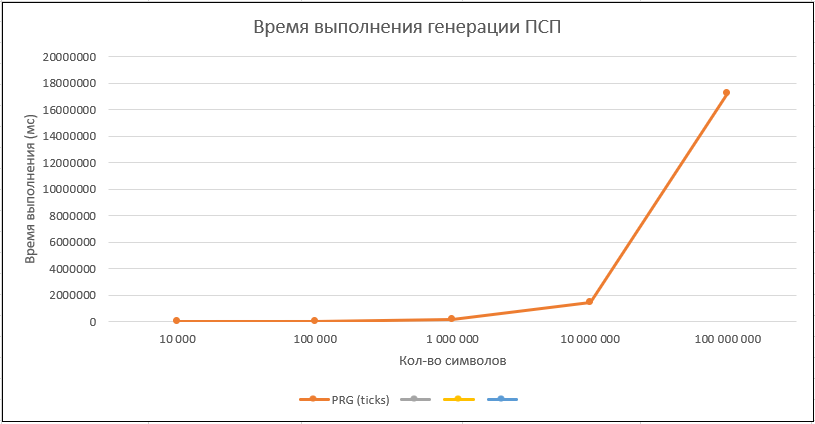 Время выполнения генерации ПСП
20000000
18000000
16000000
14000000
12000000
10000000
8000000
6000000
4000000
2000000
0
Время выполнения (мс)
10 000 100 000 1 000 000 10 000 000 100 000 000
Кол-во символов
PRG (ticks)